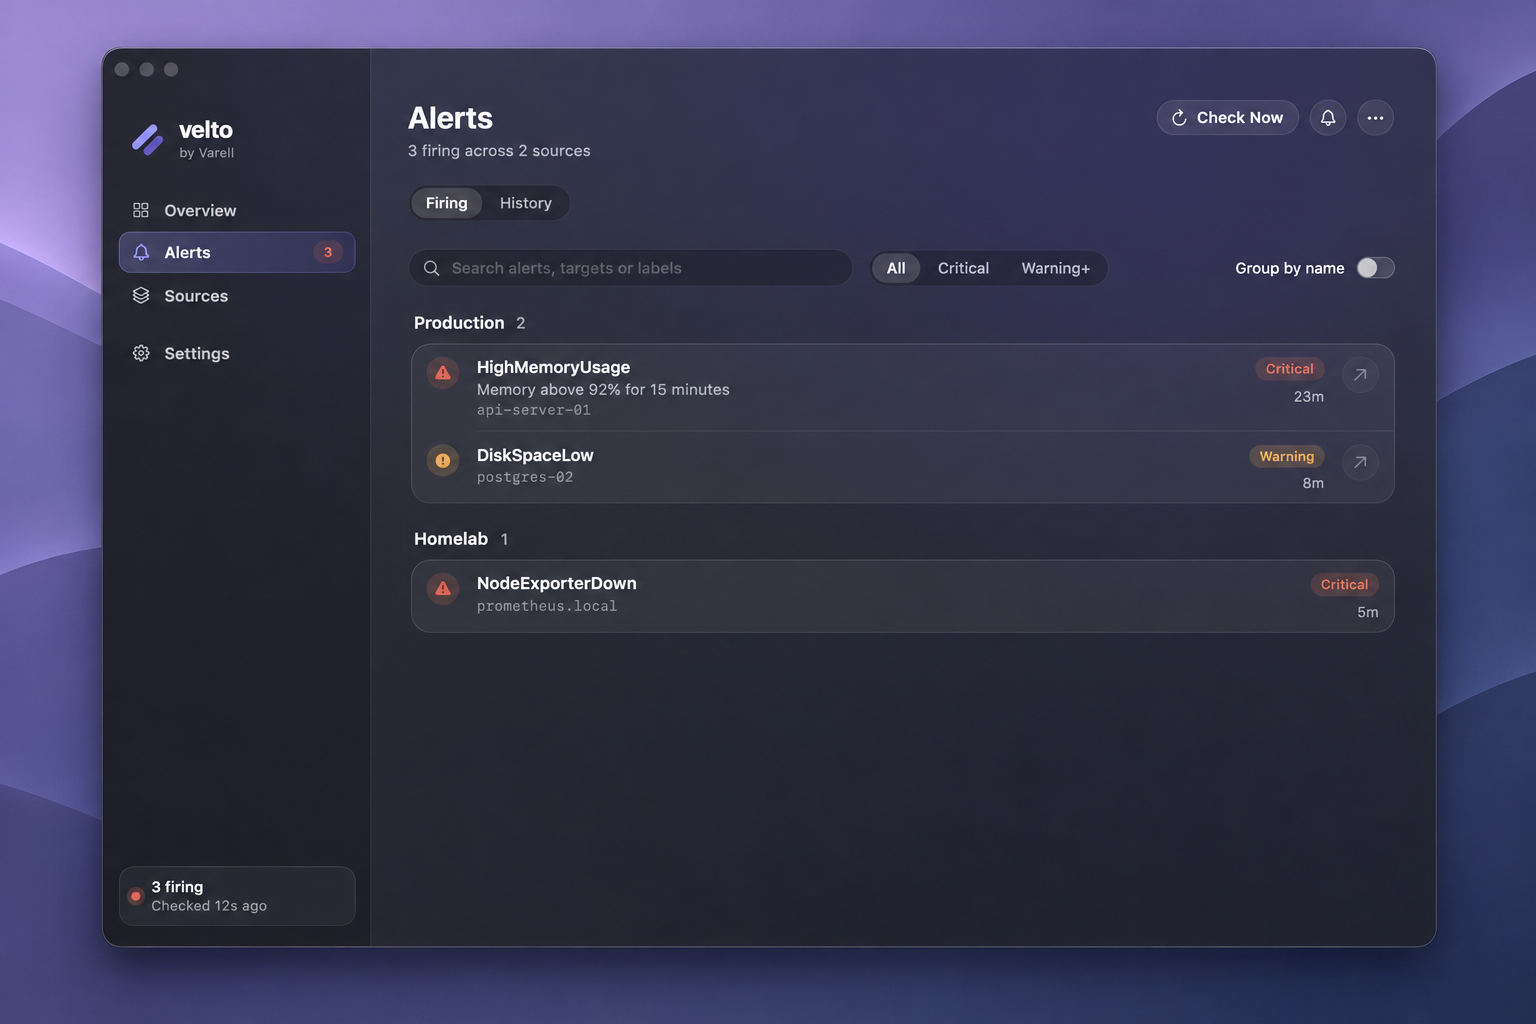 velto
by Varell
Overview
Alerts 3
Sources
Settings
3 firing
Checked 12s ago
Alerts
3 firing across 2 sources
Check Now
Firing History
Search alerts, targets or labels
All Critical Warning+
Group by name
Production 2
HighMemoryUsage
Memory above 92% for 15 minutes
api-server-01
Critical
23m
DiskSpaceLow
postgres-02
Warning
8m
Homelab 1
NodeExporterDown
prometheus.local
Critical
5m